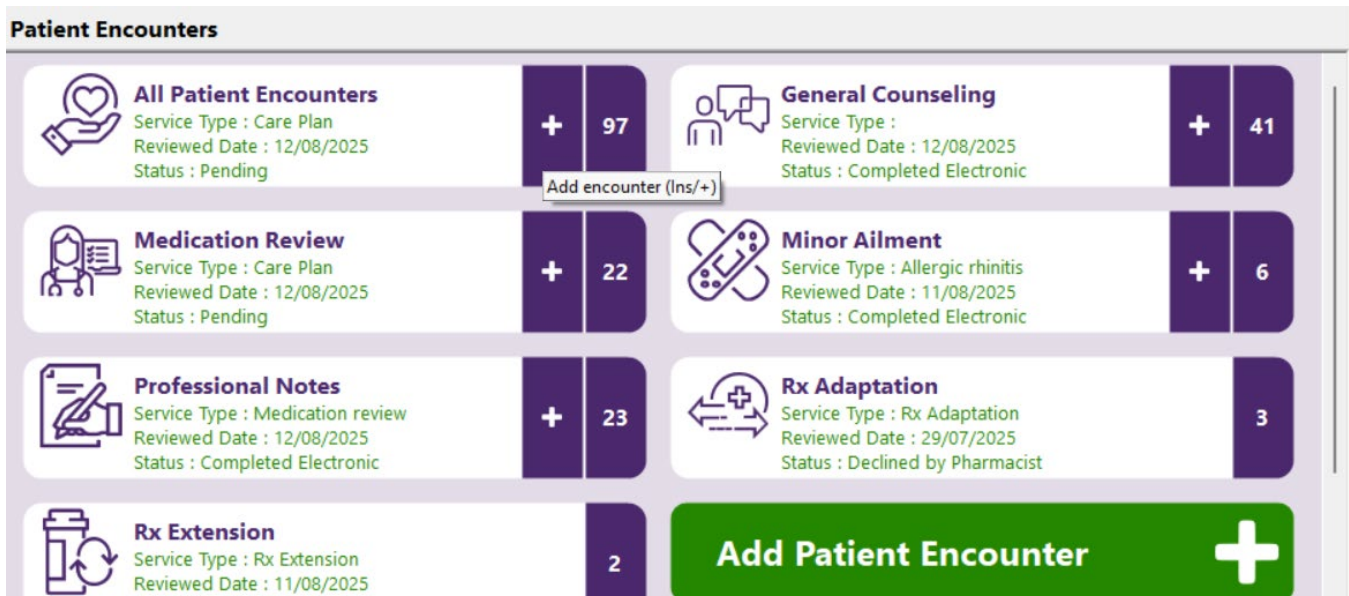 Patient Encounters
All Patient Encounters
Service Type : Care Plan
Reviewed Date : 12/08/2025
Status : Pending
+ 97
Add encounter (Ins/+)
General Counseling
Service Type :
Reviewed Date : 12/08/2025
Status : Completed Electronic
+ 41
Medication Review
Service Type : Care Plan
Reviewed Date : 12/08/2025
Status : Pending
+ 22
Minor Ailment
Service Type : Allergic rhinitis
Reviewed Date : 11/08/2025
Status : Completed Electronic
+ 6
Professional Notes
Service Type : Medication review
Reviewed Date : 12/08/2025
Status : Completed Electronic
+ 23
Rx Adaptation
Service Type : Rx Adaptation
Reviewed Date : 29/07/2025
Status : Declined by Pharmacist
3
Rx Extension
Service Type : Rx Extension
Reviewed Date : 11/08/2025
2
Add Patient Encounter +